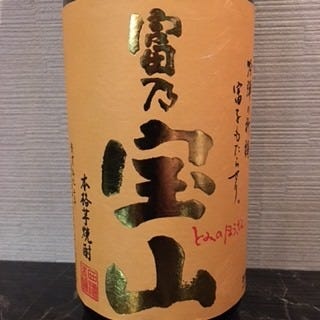 富乃
宝山
富をもたらす。
とみのほうざん
本格芋焼酎